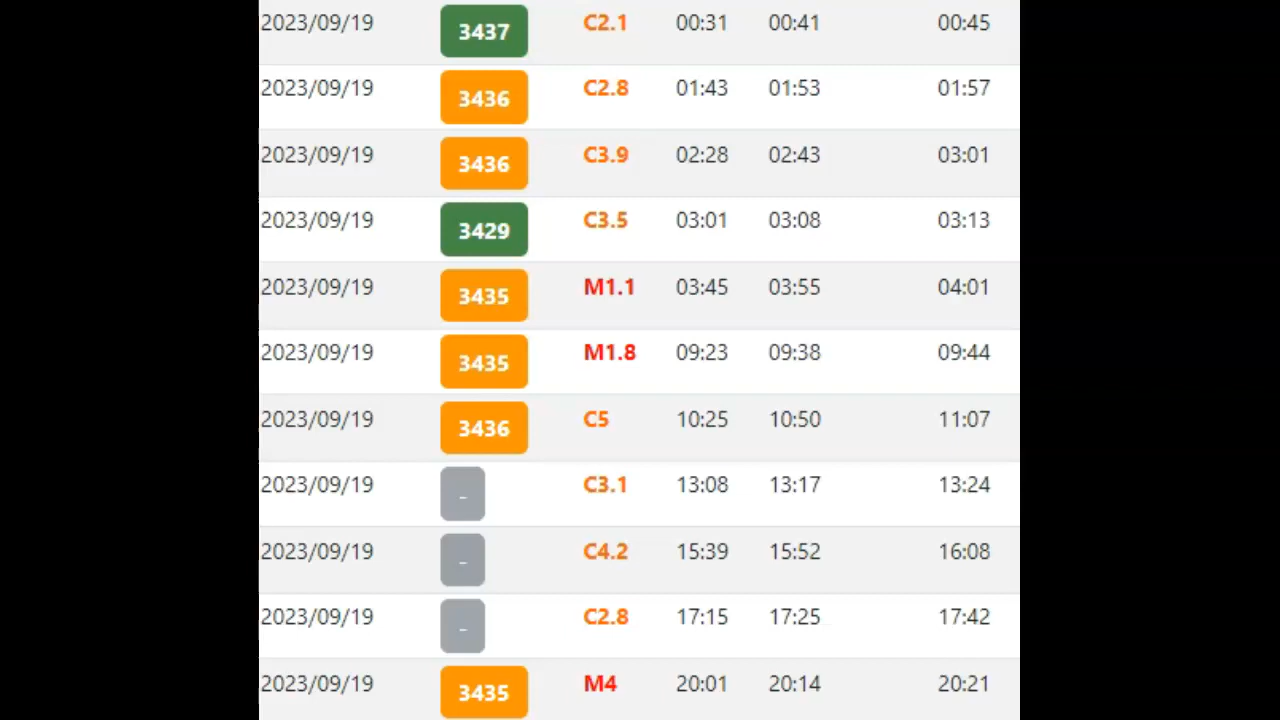 2023/09/19 3437 C2.1 00:31 00:41 00:45
2023/09/19 3436 C2.8 01:43 01:53 01:57
2023/09/19 3436 C3.9 02:28 02:43 03:01
2023/09/19 3429 C3.5 03:01 03:08 03:13
2023/09/19 3435 M1.1 03:45 03:55 04:01
2023/09/19 3435 M1.8 09:23 09:38 09:44
2023/09/19 3436 C5 10:25 10:50 11:07
2023/09/19 - C3.1 13:08 13:17 13:24
2023/09/19 - C4.2 15:39 15:52 16:08
2023/09/19 - C2.8 17:15 17:25 17:42
2023/09/19 3435 M4 20:01 20:14 20:21